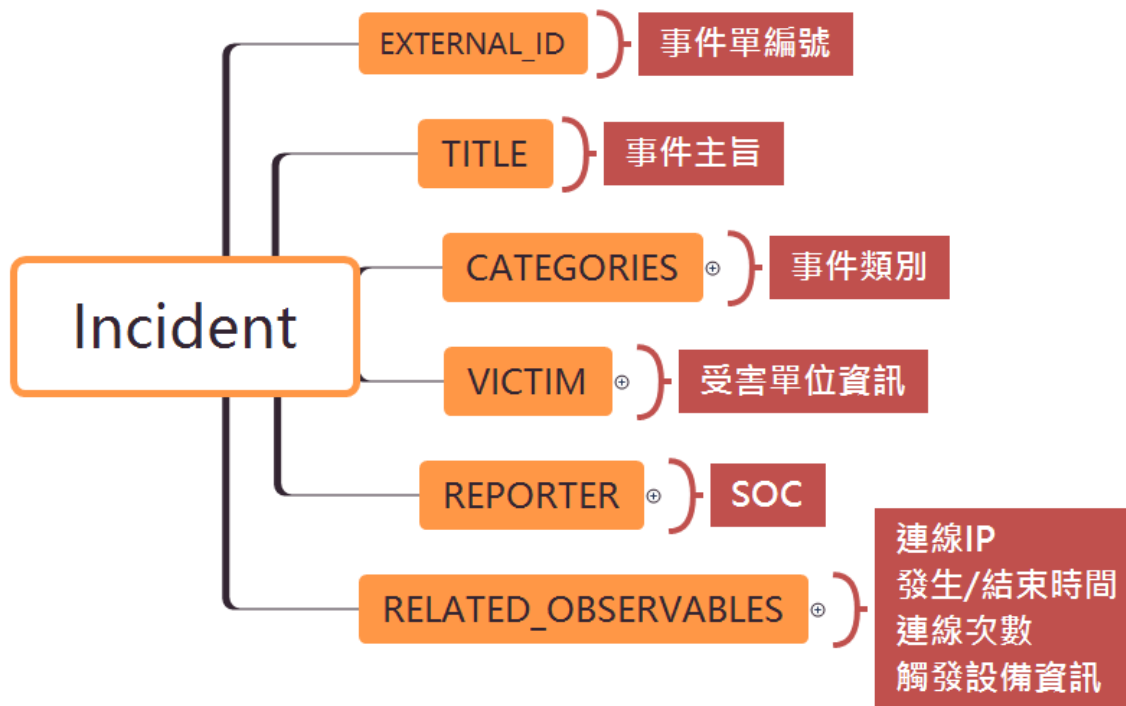 Incident
EXTERNAL_ID
事件單編號
TITLE
事件主旨
CATEGORIES
事件類別
VICTIM
受害單位資訊
REPORTER
SOC
RELATED_OBSERVABLES
連線IP
發生/結束時間
連線次數
觸發設備資訊